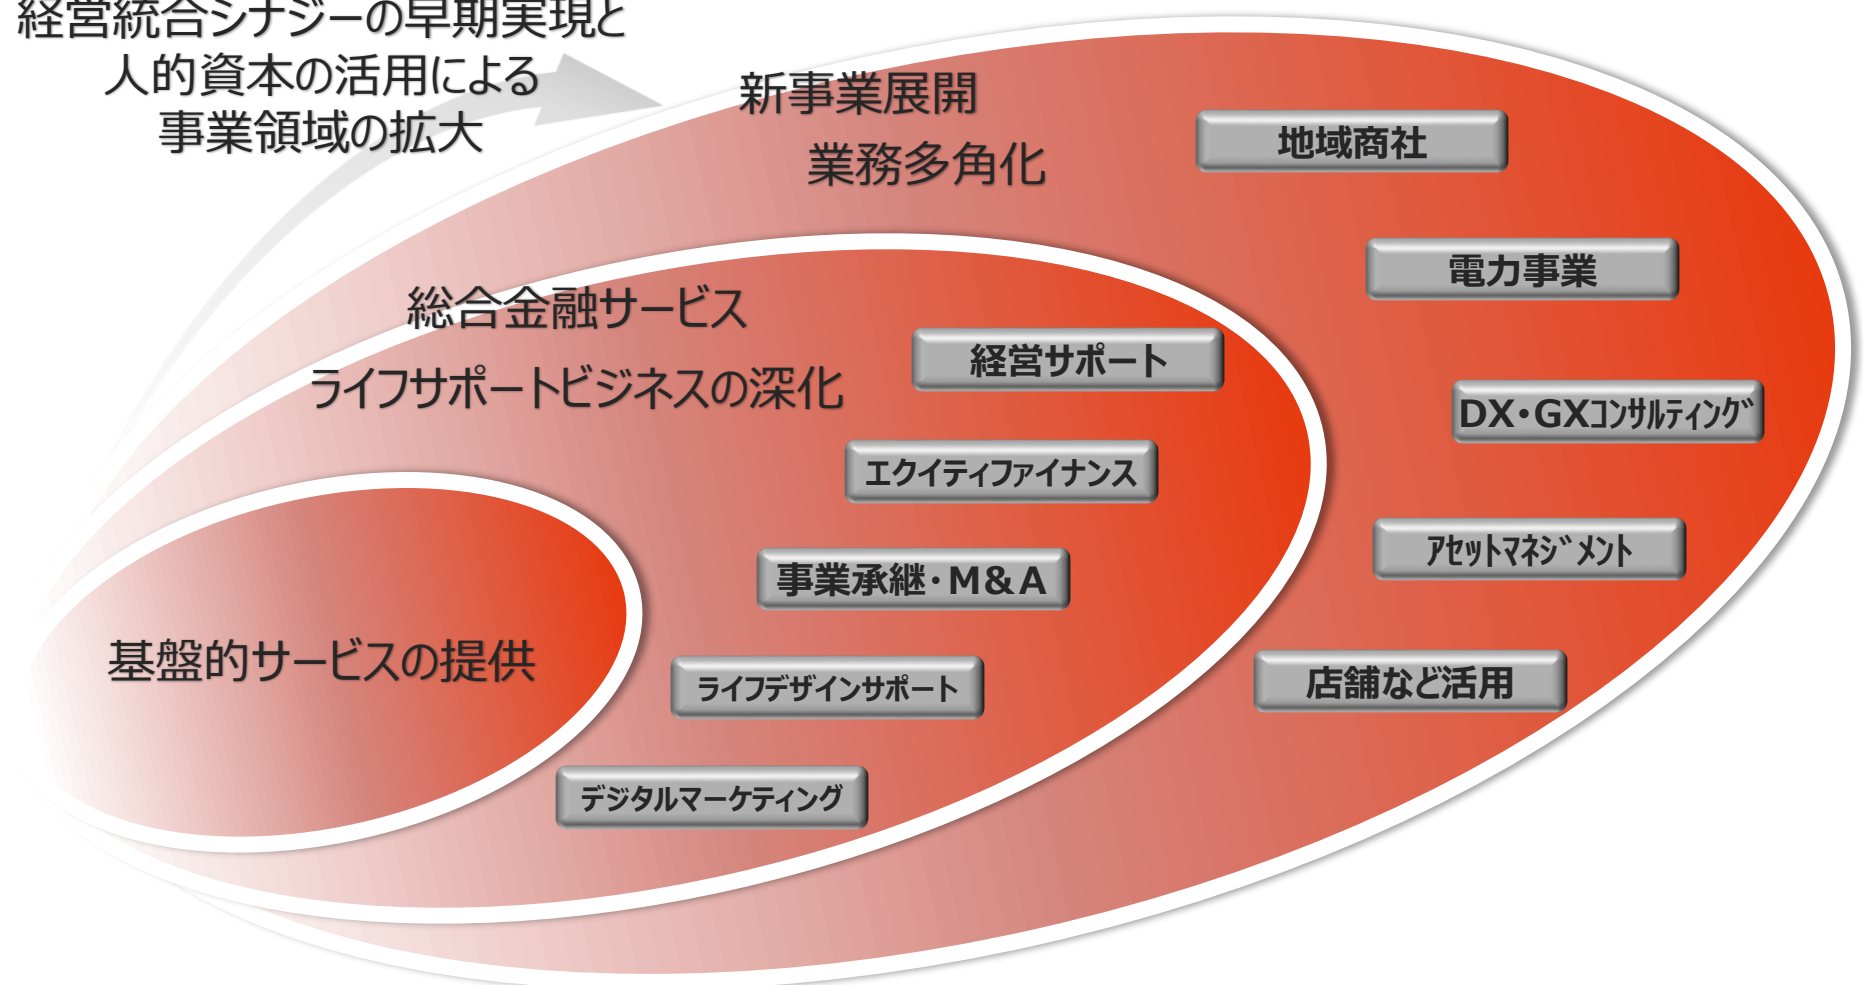 経営統合シナジーの早期実現と
人的資本の活用による
事業領域の拡大
新事業展開
業務多角化
地域商社
電力事業
DX・GXコンサルティング
アセットマネジメント
店舗など活用
総合金融サービス
ライフサポートビジネスの深化
経営サポート
エクイティファイナンス
事業承継・M&A
ライフデザインサポート
デジタルマーケティング
基盤的サービスの提供